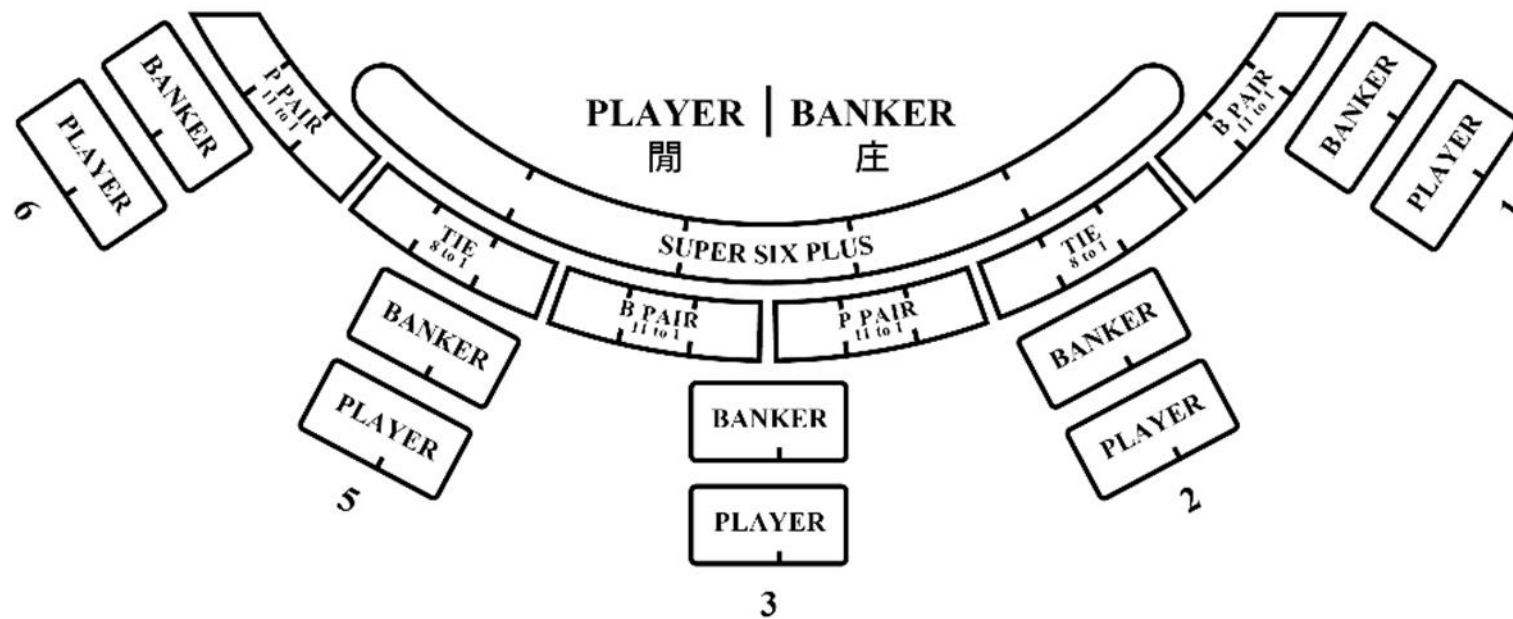 PLAYER | BANKER
閒 庄
SUPER SIX PLUS
P PAIR
11 to 1
TIE
8 to 1
B PAIR
11 to 1
P PAIR
11 to 1
TIE
8 to 1
B PAIR
11 to 1
BANKER
PLAYER
6
BANKER
PLAYER
5
BANKER
PLAYER
3
BANKER
PLAYER
2
BANKER
PLAYER
1